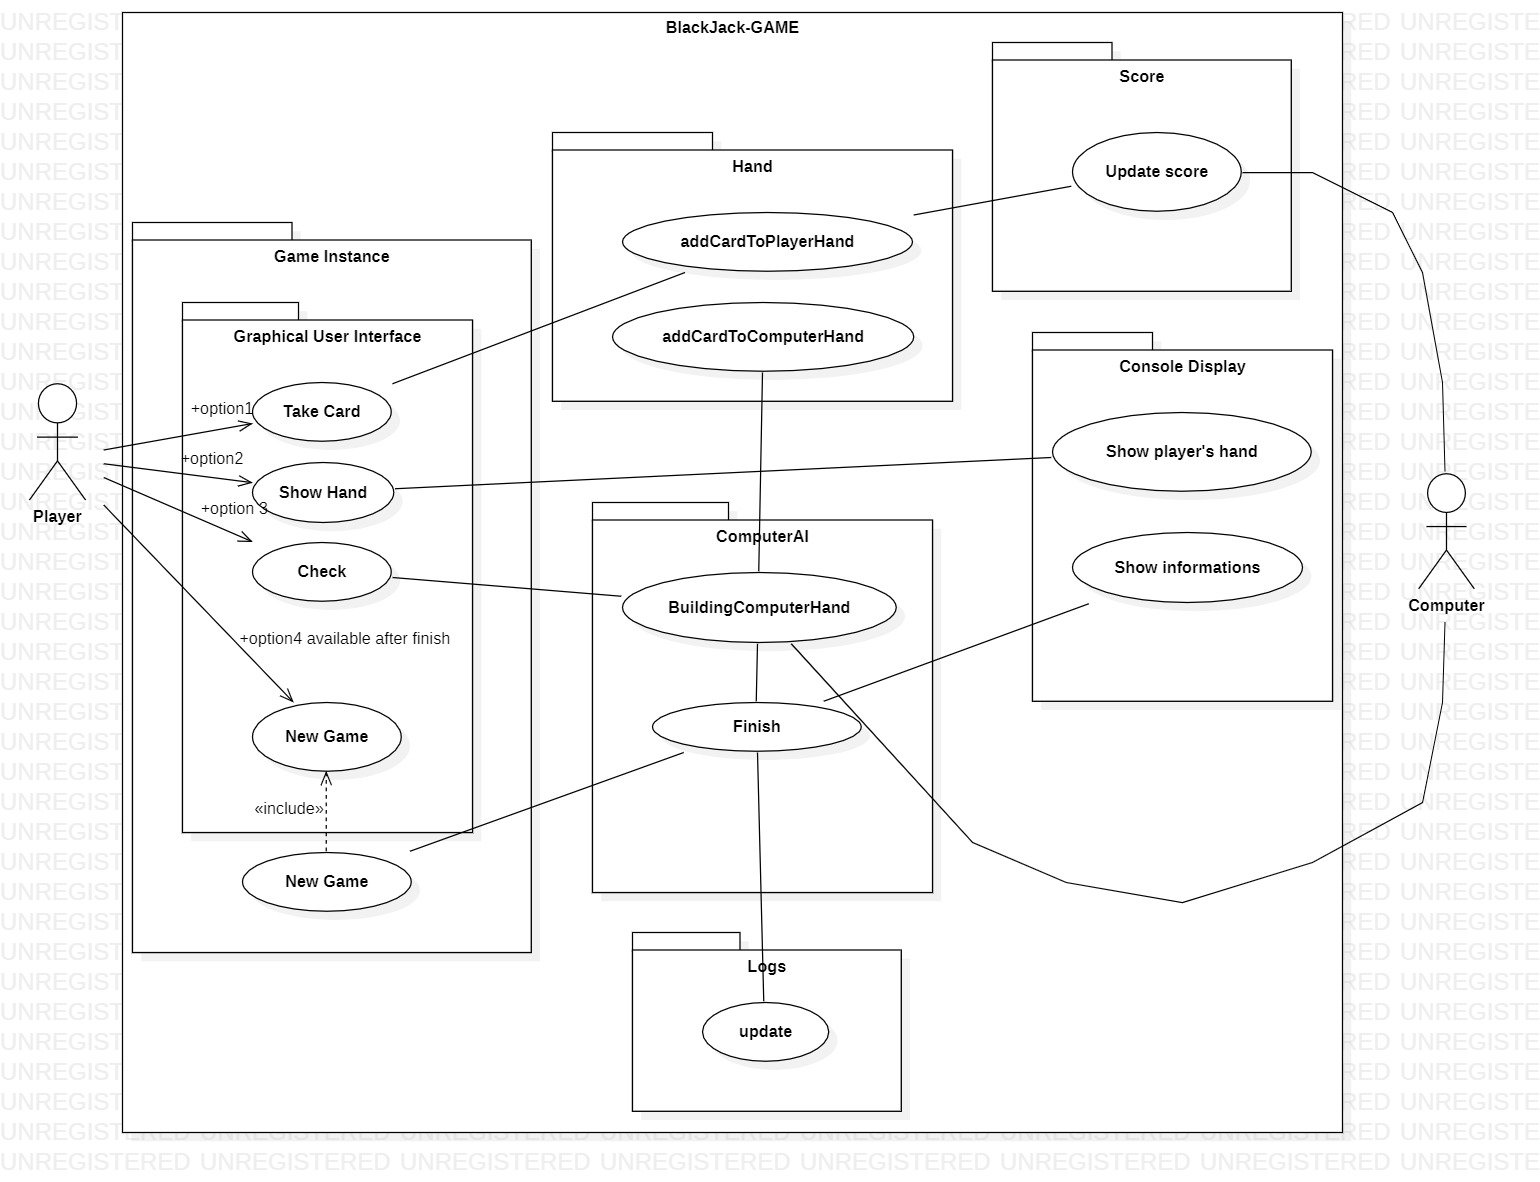 BlackJack-GAME
Score
Update score
Hand
addCardToPlayerHand
addCardToComputerHand
Game Instance
Graphical User Interface
Take Card
+option1
Show Hand
+option2
+option 3
Check
+option4 available after finish
New Game
«include»
New Game
Player
Console Display
Show player's hand
Show informations
ComputerAI
BuildingComputerHand
Finish
Computer
Logs
update
UNREGISTERED UNREGISTERED UNREGISTERED UNREGISTERED UNREGISTERED UNREGISTERED UNREGISTERED UNREGISTE